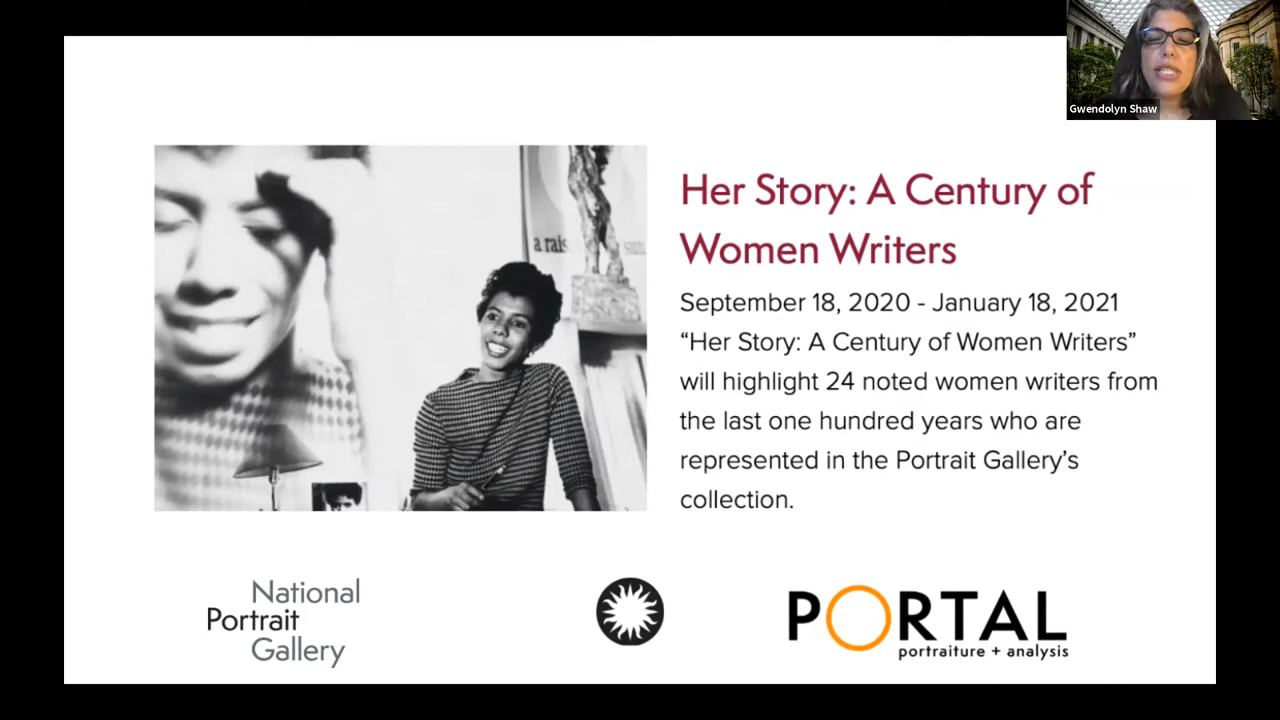 Gwendolyn Shaw
a rais
sun
Her Story: A Century of
Women Writers
September 18, 2020 - January 18, 2021
“Her Story: A Century of Women Writers”
will highlight 24 noted women writers from
the last one hundred years who are
represented in the Portrait Gallery’s
collection.
National
Portrait
Gallery
PORTAL
portraiture + analysis